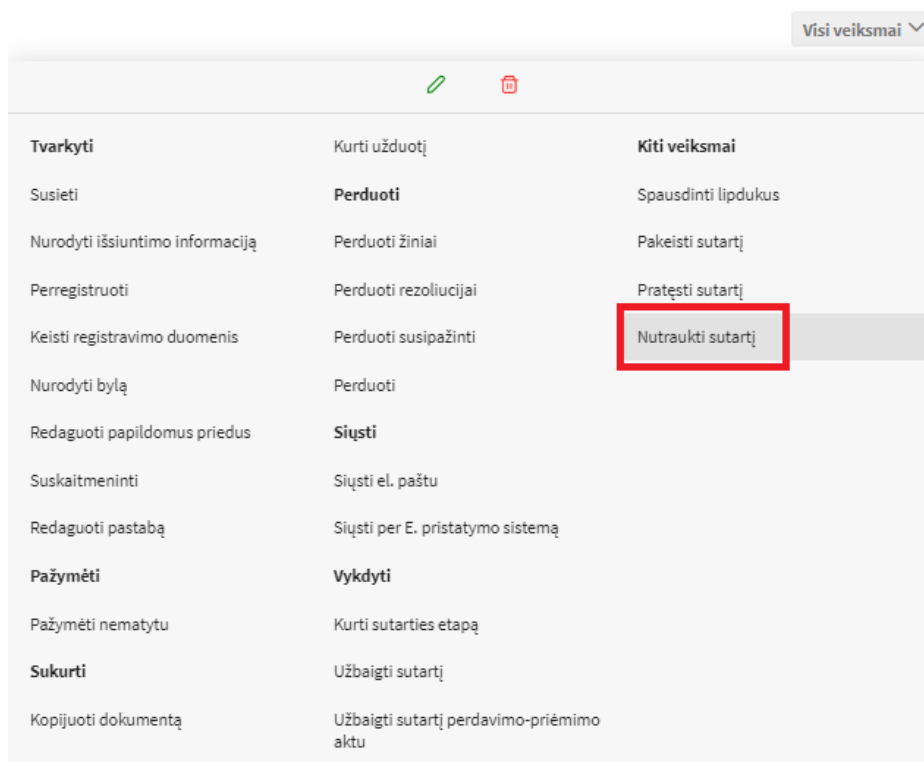 Visi veiksmai
Tvarkyti
Susieti
Nurodyti išsiuntimo informaciją
Perregistruoti
Keisti registravimo duomenis
Nurodyti bylą
Redaguoti papildomus priedus
Suskaitmeninti
Redaguoti pastabą
Pažymėti
Pažymėti nematytu
Sukurti
Kopijuoti dokumentą
Kurti užduotį
Perduoti
Perduoti žiniai
Perduoti rezoliucijai
Perduoti susipažinti
Perduoti
Siųsti
Siųsti el. paštu
Siųsti per E. pristatymo sistemą
Vykdyti
Kurti sutarties etapą
Užbaigti sutartį
Užbaigti sutartį perdavimo-priėmimo
aktu
Kiti veiksmai
Spausdinti lipdukus
Pakeisti sutartį
Pratęsti sutartį
Nutraukti sutartį